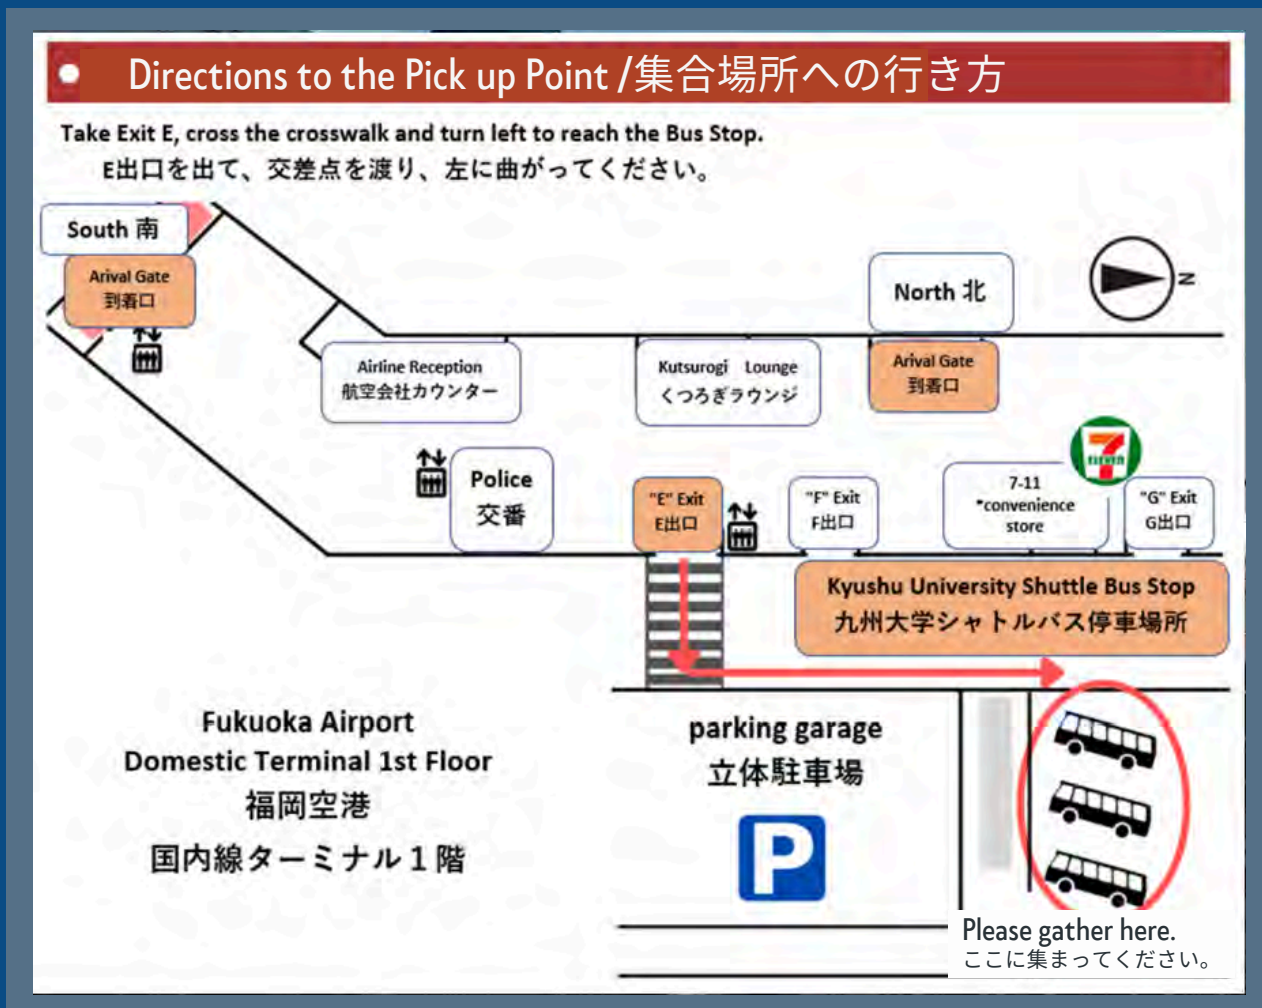 Directions to the Pick up Point /集合場所への行き方
Take Exit E, cross the crosswalk and turn left to reach the Bus Stop.
E出口を出て、交差点を渡り、左に曲がってください。
South 南
Arival Gate
到着口
North 北
N
Airline Reception
航空会社カウンター
Kutsurogi Lounge
くつろぎラウンジ
Arival Gate
到着口
Police
交番
"E" Exit
E出口
"F" Exit
F出口
7-11
*convenience
store
7
ELEVEN
"G" Exit
G出口
Kyushu University Shuttle Bus Stop
九州大学シャトルバス停車場所
Fukuoka Airport
Domestic Terminal 1st Floor
福岡空港
国内線ターミナル１階
parking garage
立体駐車場
P
Please gather here.
ここに集まってください。